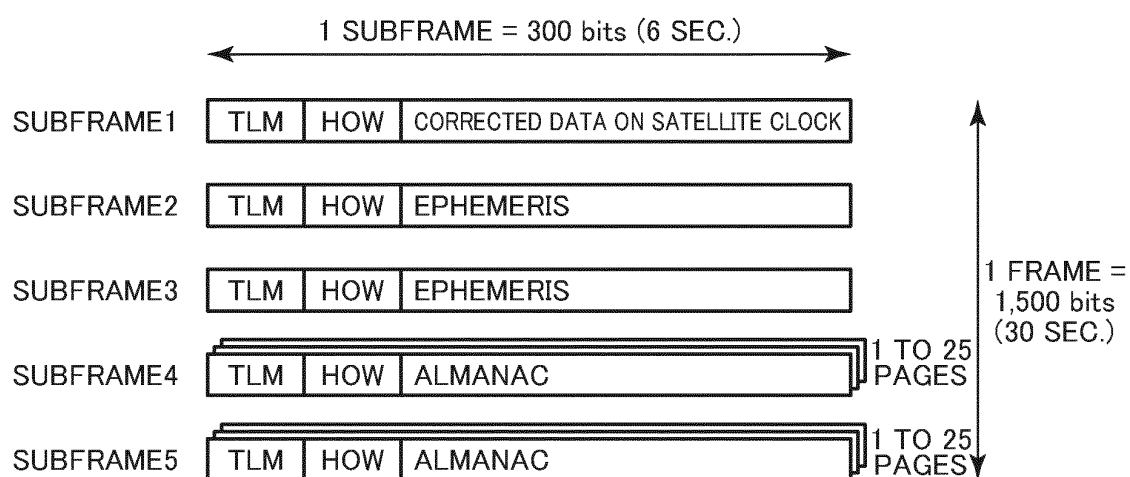 1 SUBFRAME = 300 bits (6 SEC.)
SUBFRAME1 TLM HOW CORRECTED DATA ON SATELLITE CLOCK
SUBFRAME2 TLM HOW EPHEMERIS
SUBFRAME3 TLM HOW EPHEMERIS
1 FRAME =
1,500 bits
(30 SEC.)
SUBFRAME4 TLM HOW ALMANAC
1 TO 25
PAGES
SUBFRAME5 TLM HOW ALMANAC
1 TO 25
PAGES